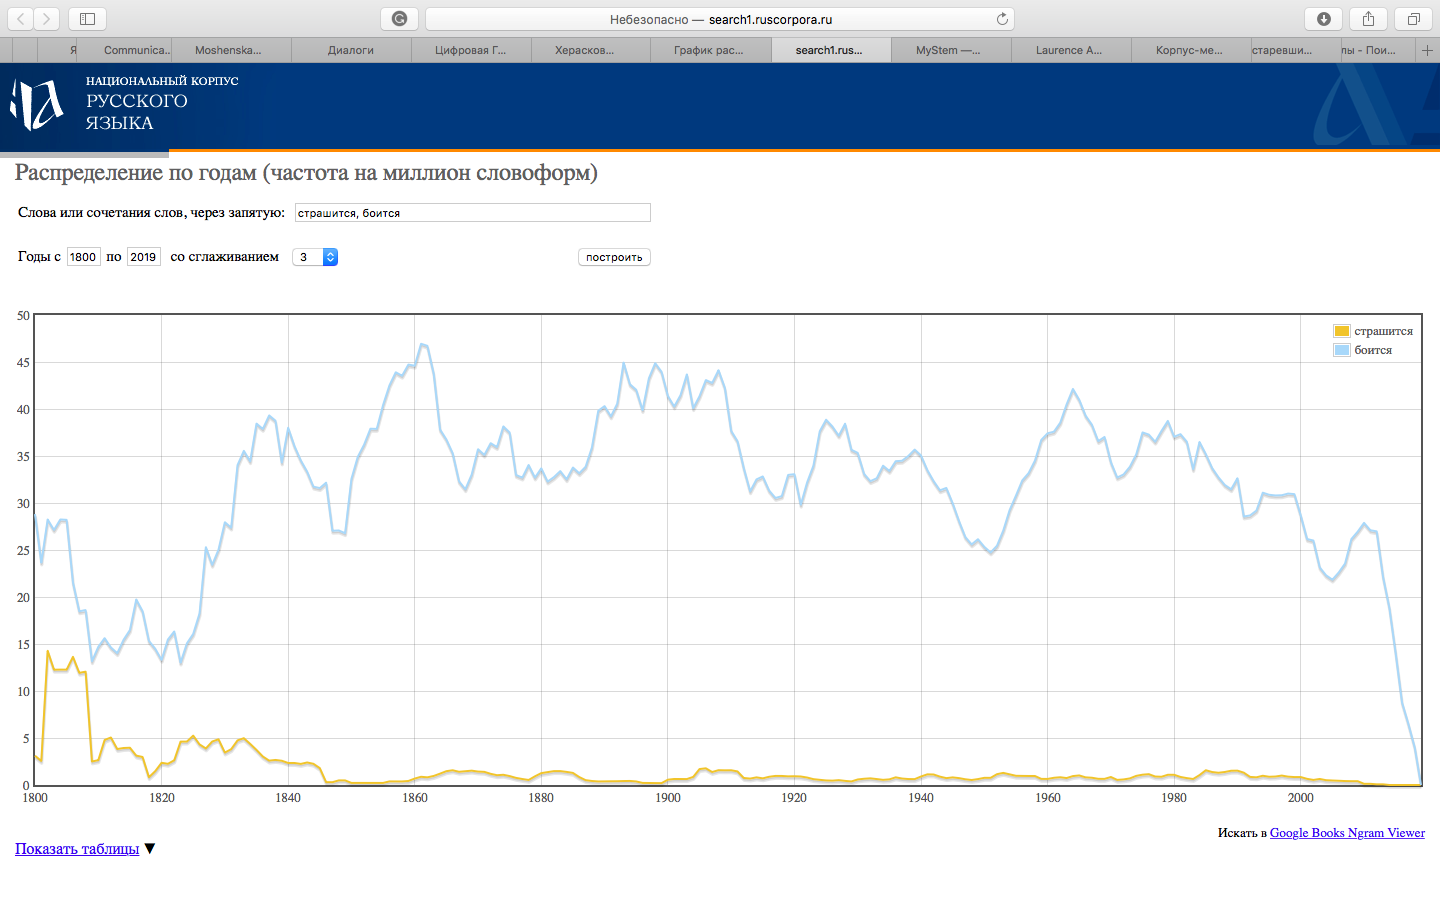 Небезопасно — search1.ruscorpora.ru
Я
Communica...
Moshenska...
Диалоги
Цифровая Г...
Херасков...
График рас...
search1.rus...
MyStem —...
Laurence A...
Корпус-ме...
старевши...
лы - Пои...
НАЦИОНАЛЬНЫЙ КОРПУС
РУССКОГО
ЯЗЫКА
Распределение по годам (частота на миллион словоформ)
Слова или сочетания слов, через запятую: страшится, боится
Годы с 1800 по 2019 со сглаживанием 3 построить
50
45
40
35
30
25
20
15
10
5
0
страшится
боится
1800 1820 1840 1860 1880 1900 1920 1940 1960 1980 2000
Искать в Google Books Ngram Viewer
Показать таблицы ▼